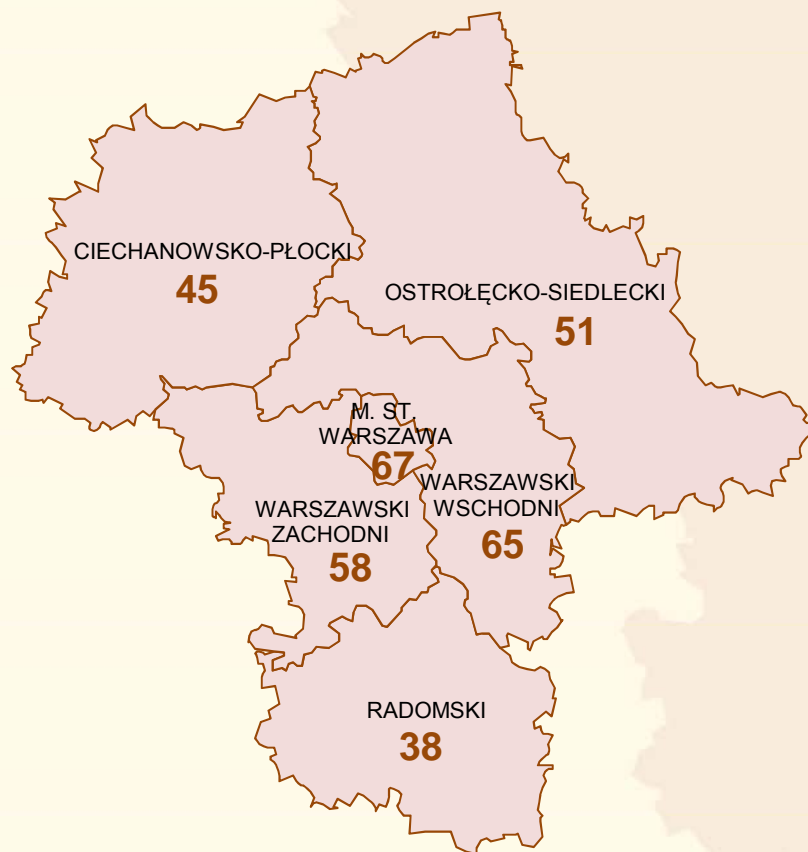 CIECHANOWSKO-PŁOCKI
45
OSTROŁĘCKO-SIEDLECKI
51
M. ST.
WARSZAWA
67
WARSZAWSKI
WSCHODNI
65
WARSZAWSKI
ZACHODNI
58
RADOMSKI
38